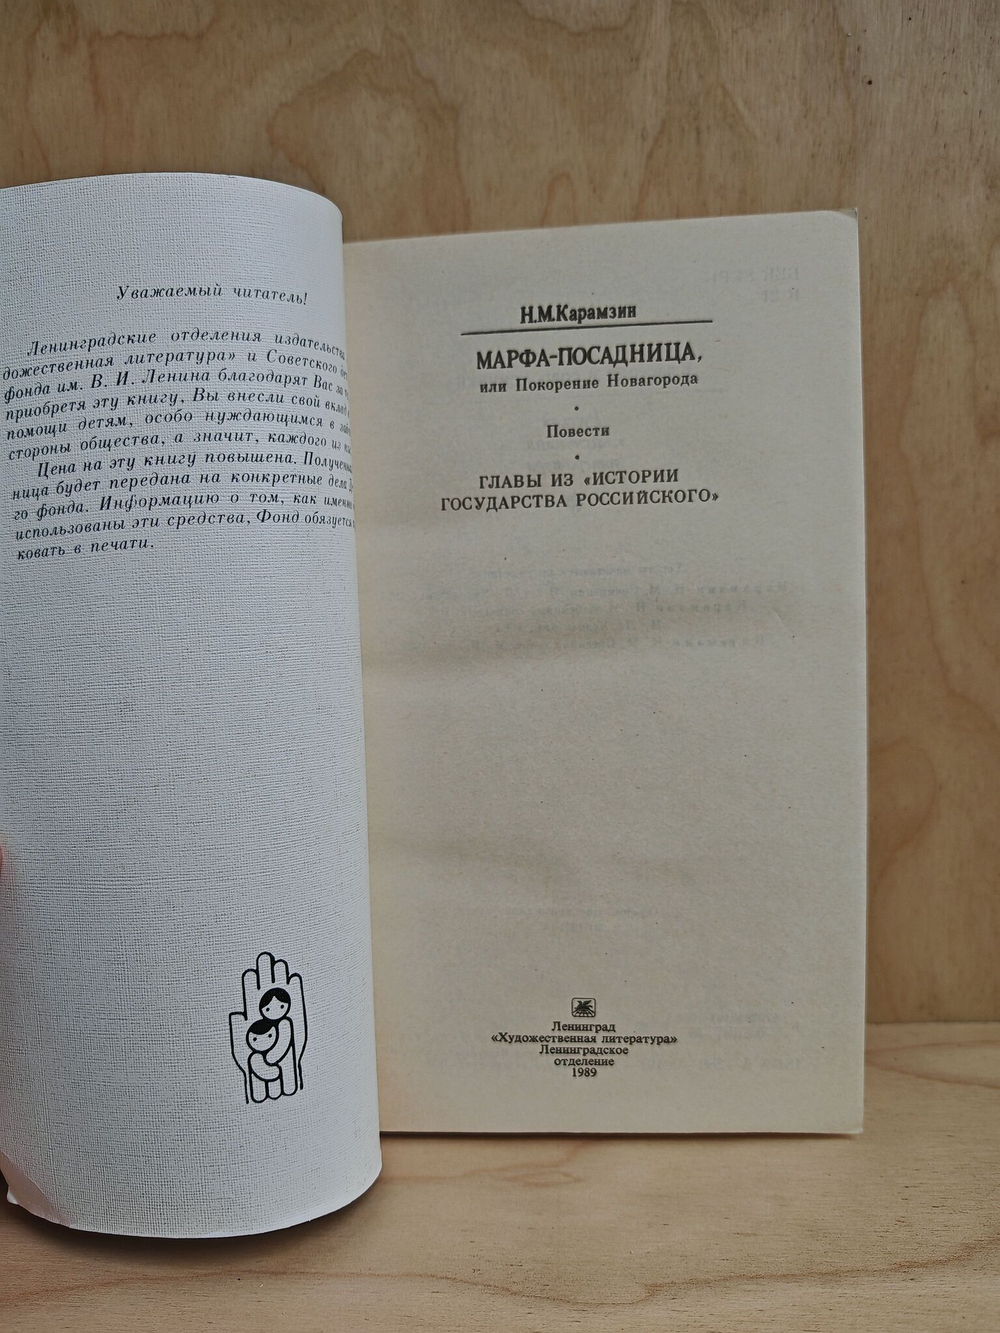 Уважаемый читатель!
Ленинградские отделения издательства
дожественная литература» и Советского
фонда им. В. И. Ленина благодарят Вас за
приобретя эту книгу, Вы внесли свой вклад
помощи детям, особо нуждающимся в
стороны общества, а значит, каждого из
Цена на эту книгу повышена.
ница будет передана на конкретные дела
го фонда. Информацию о том, как именно
использованы эти средства, Фонд обязуется
ковать в печати.
Н.М.Карамзин
МАРФА-ПОСАДНИЦА,
или Покорение Новагорода
•
Повести
•
ГЛАВЫ ИЗ «ИСТОРИИ
ГОСУДАРСТВА РОССИЙСКОГО»
Ленинград
«Художественная литература»
Ленинградское
отделение
1989